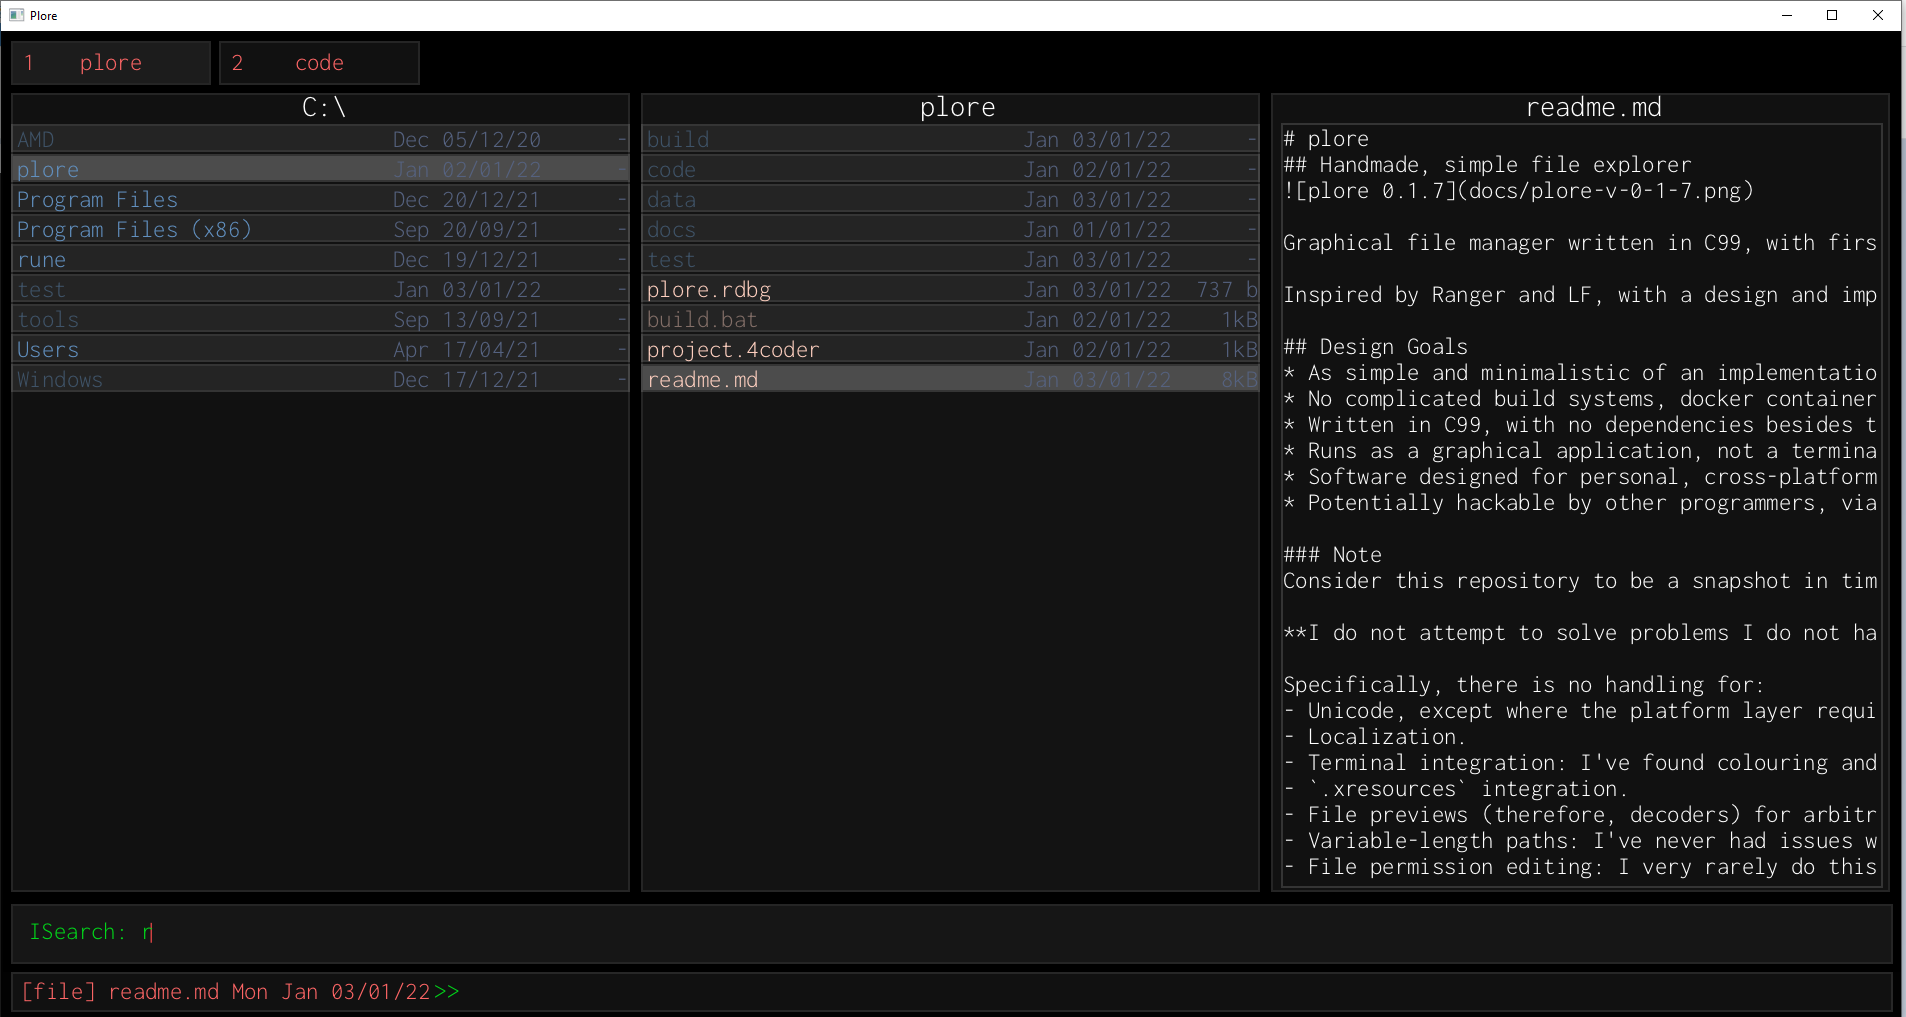 Plore
1 plore 2 code
C:\
AMD Dec 05/12/20 -
plore Jan 02/01/22 -
Program Files Dec 20/12/21 -
Program Files (x86) Sep 20/09/21 -
rune Dec 19/12/21 -
test Jan 03/01/22 -
tools Sep 13/09/21 -
Users Apr 17/04/21 -
Windows Dec 17/12/21 -
plore
build Jan 03/01/22 -
code Jan 02/01/22 -
data Jan 03/01/22 -
docs Jan 01/01/22 -
test Jan 03/01/22 -
plore.rdbg Jan 03/01/22 737 b
build.bat Jan 02/01/22 1kB
project.4coder Jan 02/01/22 1kB
readme.md Jan 03/01/22 8kB
readme.md
# plore
## Handmade, simple file explorer
![plore 0.1.7](docs/plore-v-0-1-7.png)
Graphical file manager written in C99, with firs
Inspired by Ranger and LF, with a design and imp
## Design Goals
* As simple and minimalistic of an implementatio
* No complicated build systems, docker container
* Written in C99, with no dependencies besides t
* Runs as a graphical application, not a termina
* Software designed for personal, cross-platform
* Potentially hackable by other programmers, via
### Note
Consider this repository to be a snapshot in tim
**I do not attempt to solve problems I do not ha
Specifically, there is no handling for:
- Unicode, except where the platform layer requi
- Localization.
- Terminal integration: I've found colouring and
- `.xresources` integration.
- File previews (therefore, decoders) for arbitr
- Variable-length paths: I've never had issues w
- File permission editing: I very rarely do this
ISearch: r
[file] readme.md Mon Jan 03/01/22>>